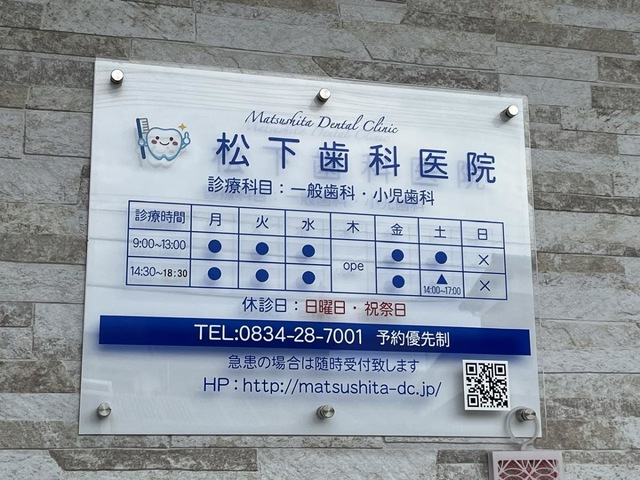 Matsushita Dental Clinic
松下歯科医院
診療科目：一般歯科・小児歯科
診療時間 月 火 水 木 金 土 日
9:00~13:00 ● ● ● ope ● ● ×
14:30~18:30 ● ● ● ● ▲ ×
14:00~17:00
休診日：日曜日・祝祭日
TEL:0834-28-7001 予約優先制
急患の場合は随時受付致します
HP：http://matsushita-dc.jp/